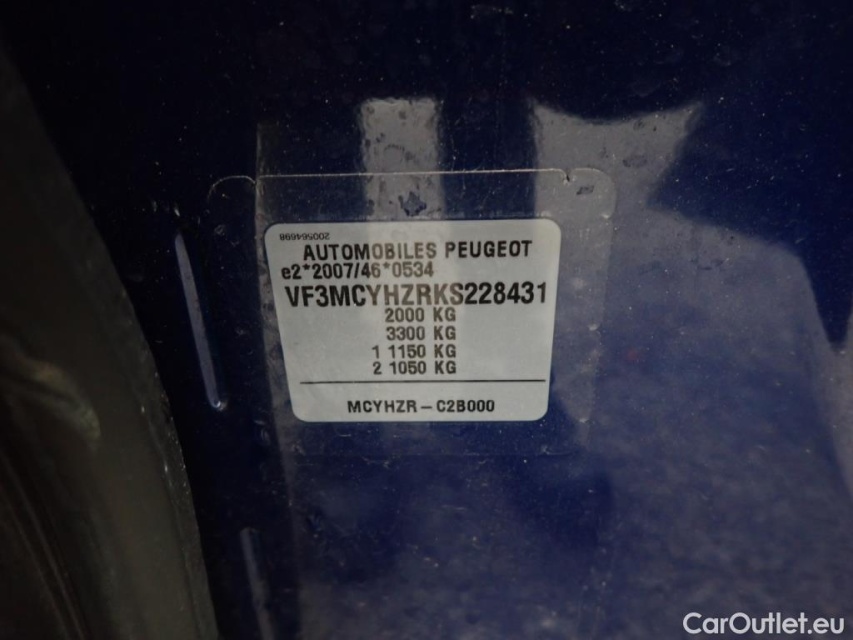 200564698
AUTOMOBILES PEUGEOT
e2*2007/46*0534
VF3MCYHZRKS228431
2000 KG
3300 KG
1 1150 KG
2 1050 KG
MCYHZR – C2B000
CarOutlet.eu